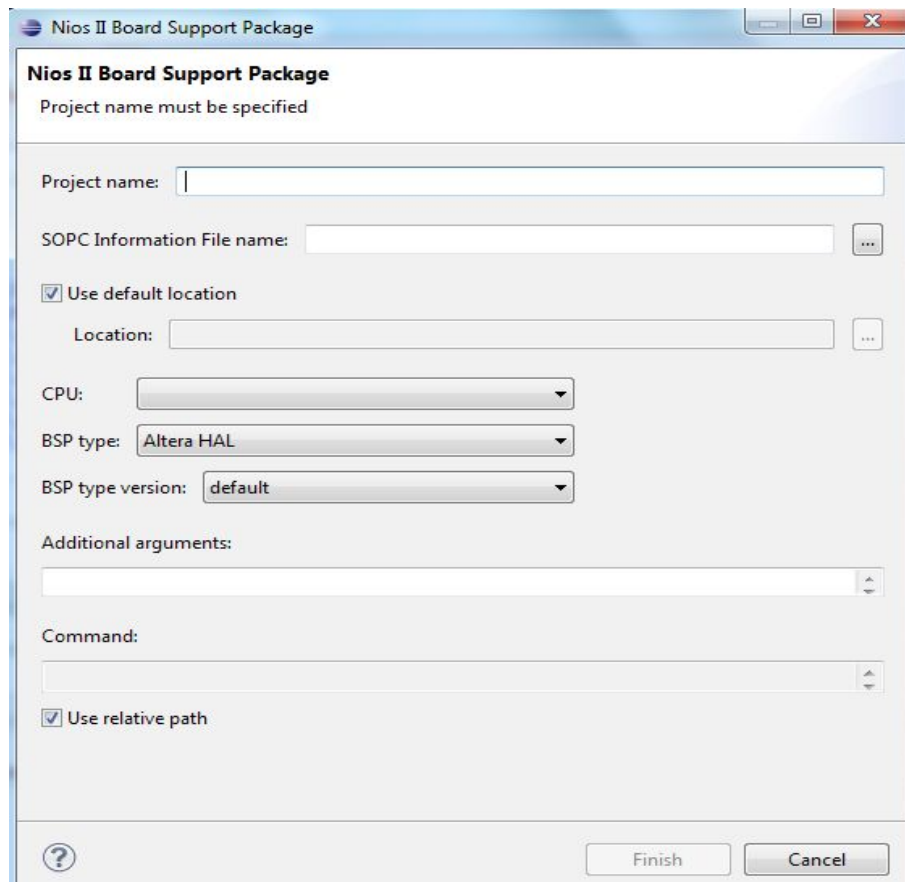 Nios II Board Support Package
Nios II Board Support Package
Project name must be specified
Project name:
SOPC Information File name:
...
Use default location
Location:
...
CPU:
BSP type: Altera HAL
BSP type version: default
Additional arguments:
Command:
Use relative path
?
Finish
Cancel